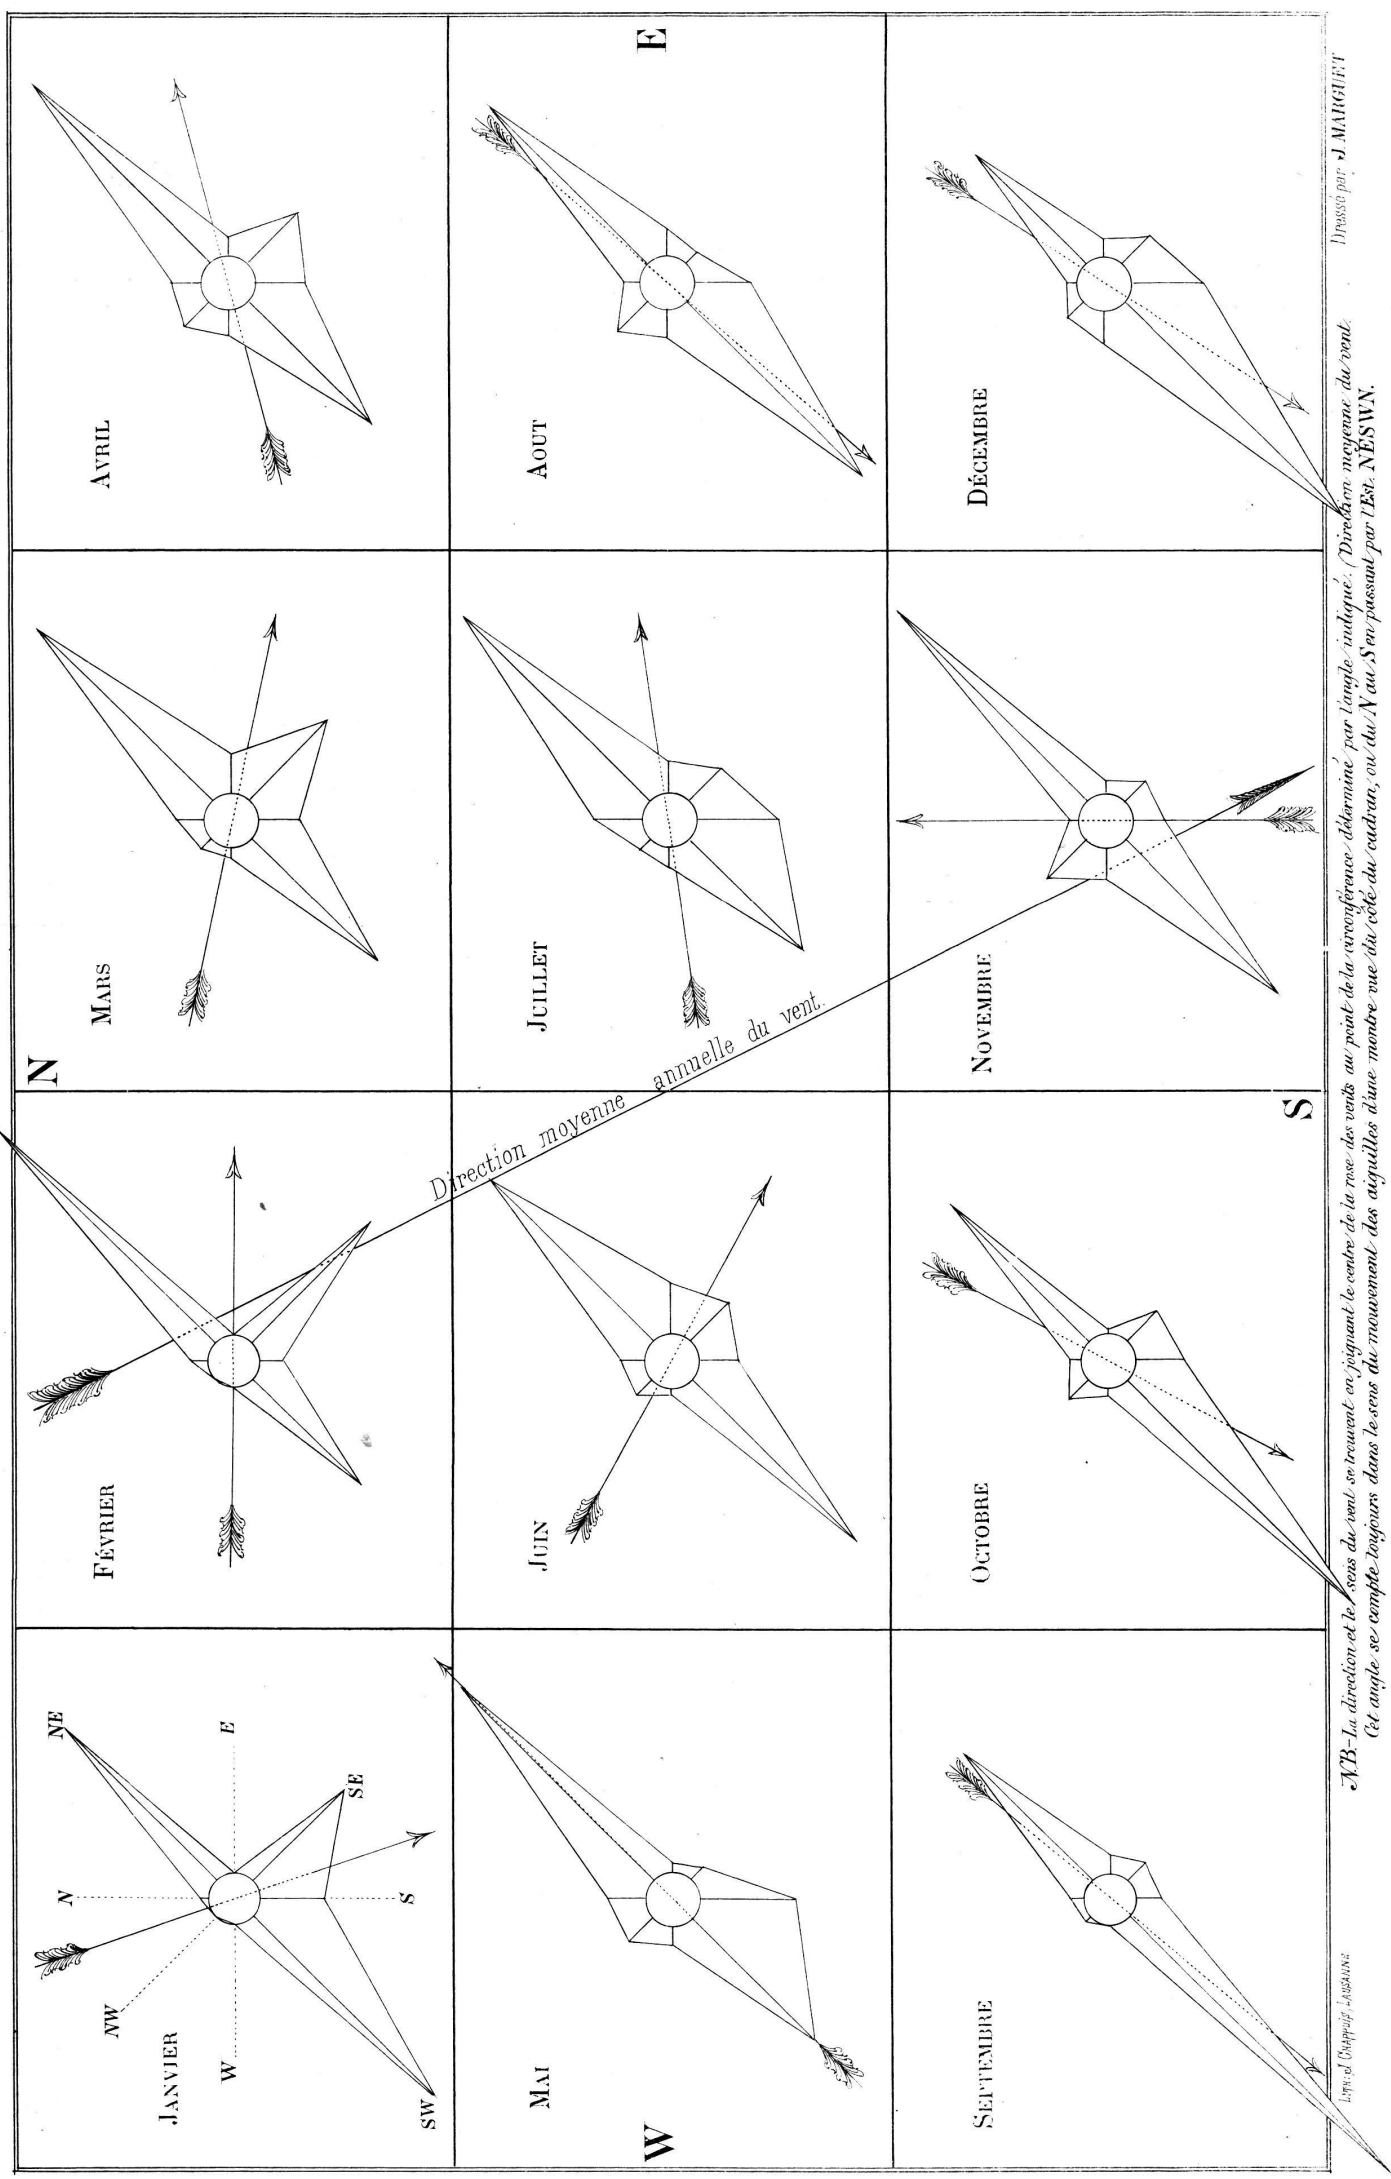 N
JANVIER
N
NE
E
SE
S
SW
W
NW
FÉVRIER
MARS
AVRIL
W
MAI
JUIN
JUILLET
AOUT
E
Direction moyenne annuelle du vent.
SEPTEMBRE
OCTOBRE
NOVEMBRE
DÉCEMBRE
S
LITH: J CHAPPUIS, LAUSANNE
Dressé par J. MARGUET
N.B.-La direction et le sens du vent se trouvent en joignant le centre de la rose des vents au point de la circonférence déterminé par l'angle indiqué. (Direction moyenne du vent.
Cet angle se compte toujours dans le sens du mouvement des aiguilles d'une montre vue du côté du cadran, ou du N au S en passant par l'Est. NESWN.